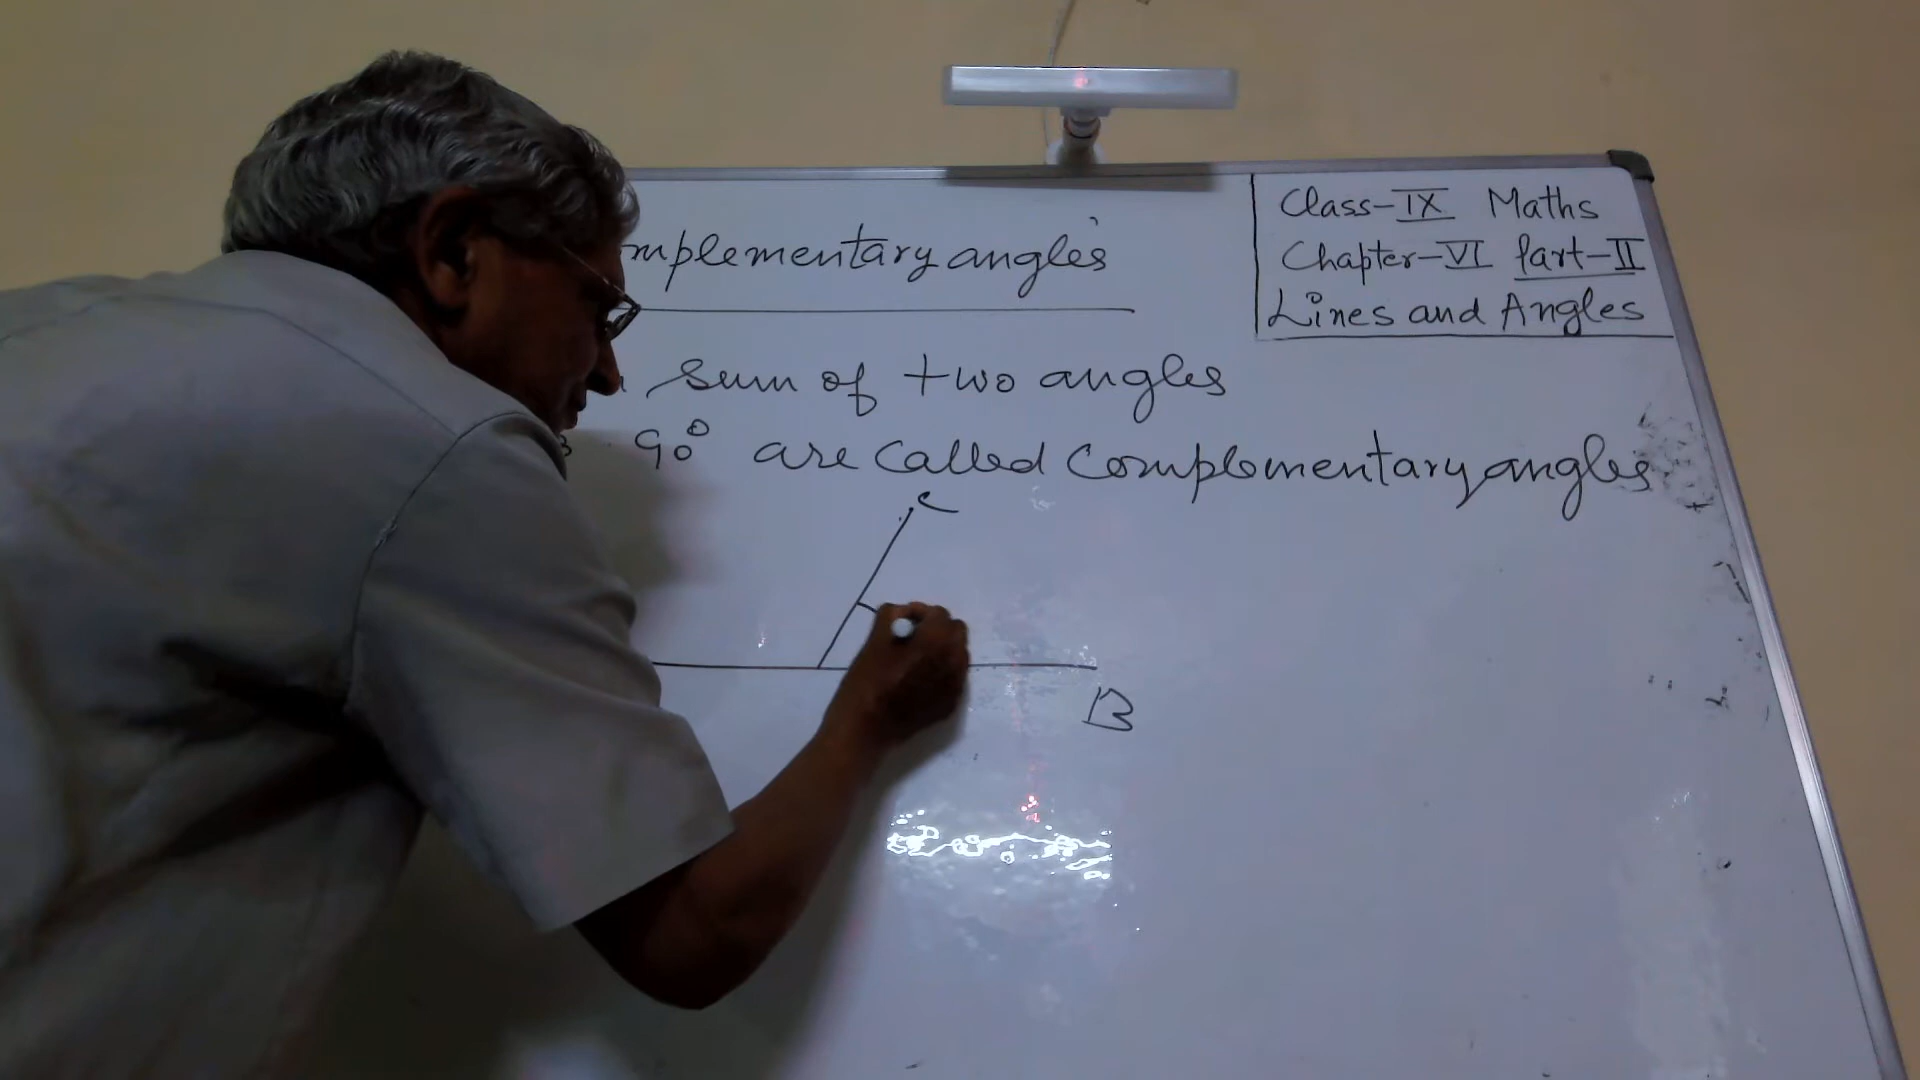 mplementary angles
Class-IX Maths
Chapter-VI Part-II
Lines and Angles
sum of two angles
90° are called Complementary angles
C
B